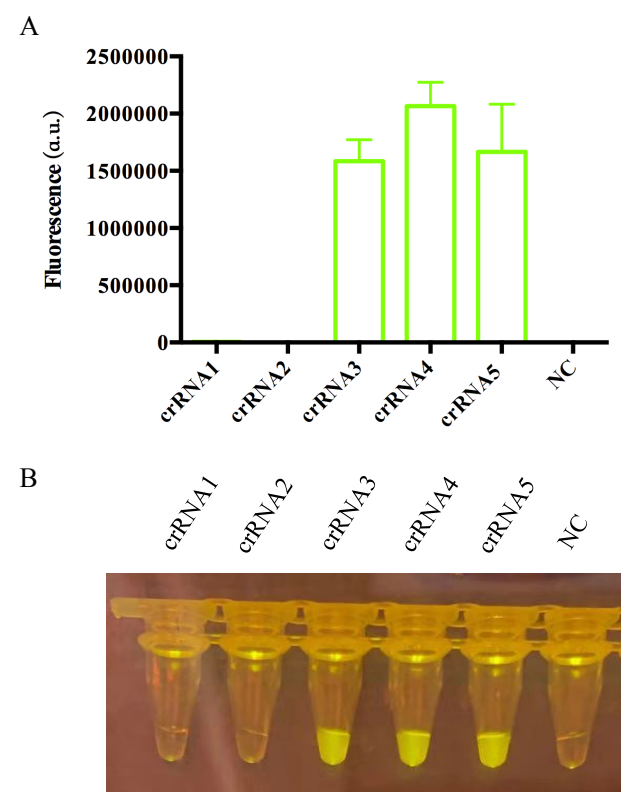 A
Fluorescence (a.u.)
2500000
2000000
1500000
1000000
500000
0
crRNA1 crRNA2 crRNA3 crRNA4 crRNA5 NC
B
crRNA1 crRNA2 crRNA3 crRNA4 crRNA5 NC